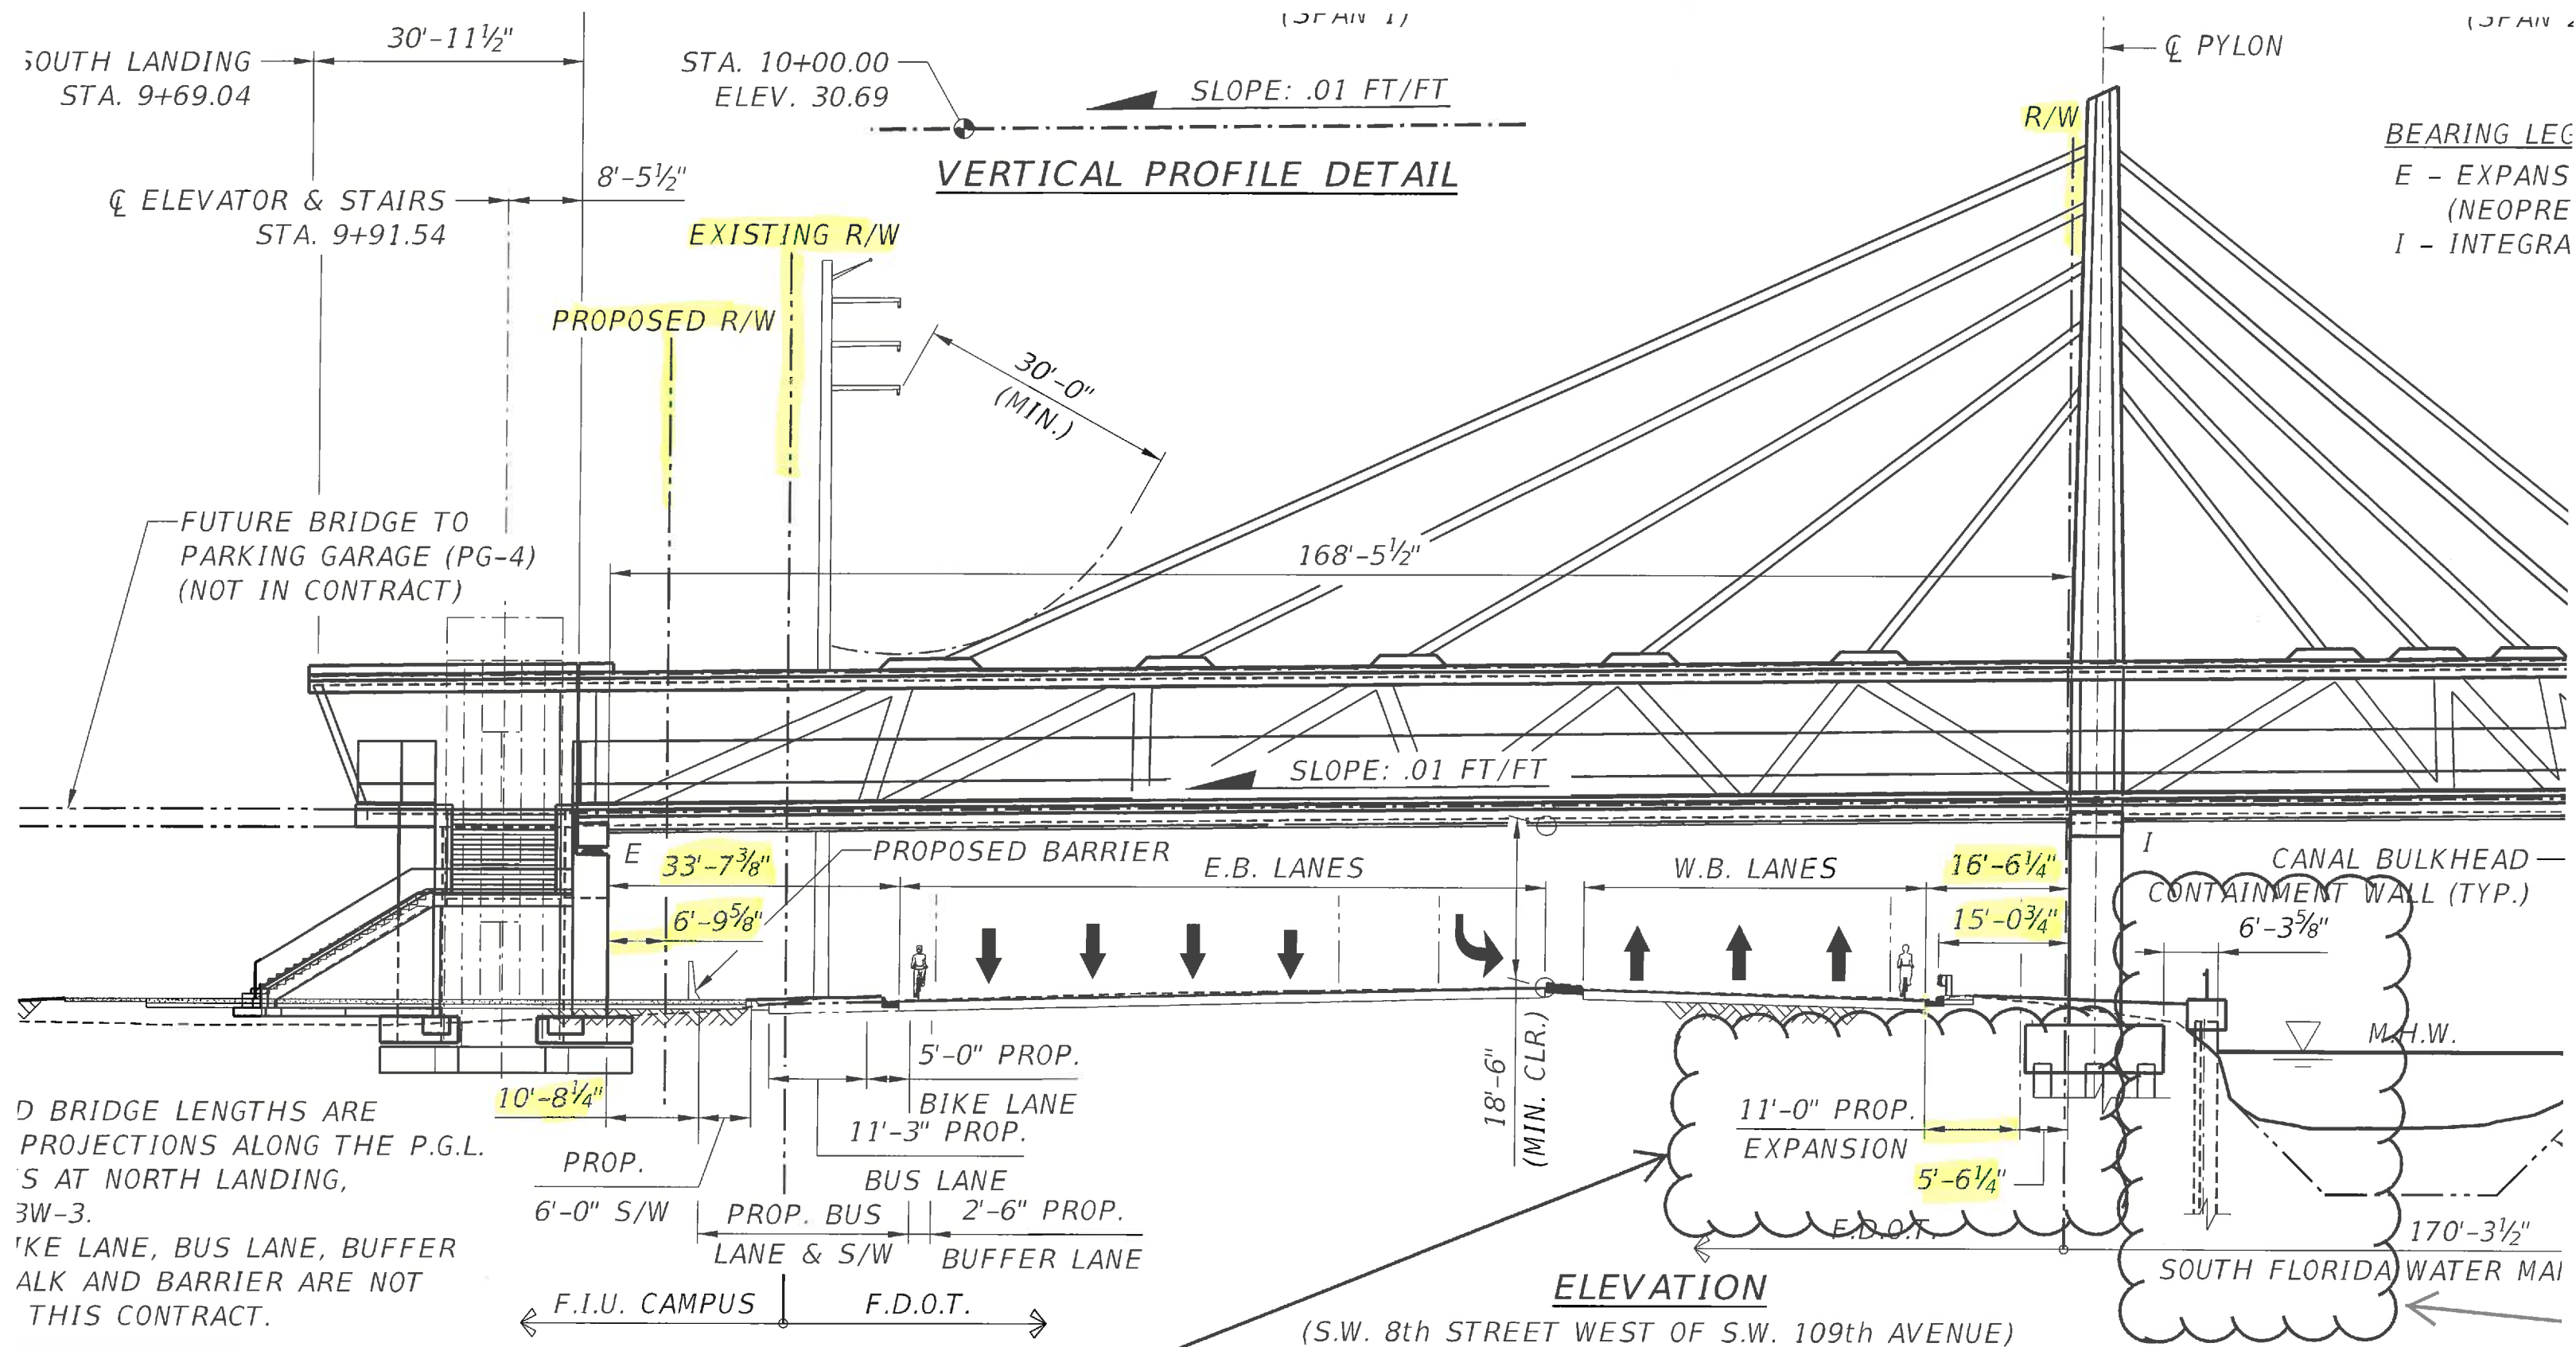 (SPAN 1)
30'-11½"
SOUTH LANDING
STA. 9+69.04
STA. 10+00.00
ELEV. 30.69
SLOPE: .01 FT/FT
VERTICAL PROFILE DETAIL
℄ PYLON
R/W
BEARING LEG
E - EXPANS
(NEOPRE
I - INTEGRA
8'-5½"
℄ ELEVATOR & STAIRS
STA. 9+91.54
EXISTING R/W
PROPOSED R/W
30'-0"
(MIN.)
FUTURE BRIDGE TO
PARKING GARAGE (PG-4)
(NOT IN CONTRACT)
168'-5½"
SLOPE: .01 FT/FT
E
33'-7⅜"
PROPOSED BARRIER
E.B. LANES
W.B. LANES
16'-6¼"
I
CANAL BULKHEAD
CONTAINMENT WALL (TYP.)
6'-9⅝"
15'-0¾"
6'-3⅝"
M.H.W.
18'-6"
(MIN. CLR.)
10'-8¼"
5'-0" PROP.
BIKE LANE
11'-3" PROP.
BUS LANE
PROP.
6'-0" S/W
PROP. BUS
LANE & S/W
2'-6" PROP.
BUFFER LANE
11'-0" PROP.
EXPANSION
5'-6¼"
F.D.O.T.
170'-3½"
SOUTH FLORIDA WATER MA
D BRIDGE LENGTHS ARE
PROJECTIONS ALONG THE P.G.L.
S AT NORTH LANDING,
BW-3.
IKE LANE, BUS LANE, BUFFER
ALK AND BARRIER ARE NOT
THIS CONTRACT.
F.I.U. CAMPUS
F.D.O.T.
ELEVATION
(S.W. 8th STREET WEST OF S.W. 109th AVENUE)